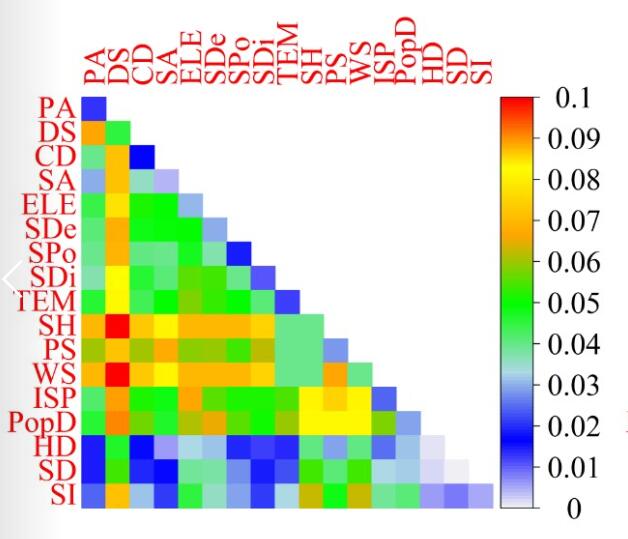 PA DS CD SA ELE SDe SPo SDi TEM SH PS WS ISP PopD HD SD SI
PA
DS
CD
SA
ELE
SDe
SPo
SDi
TEM
SH
PS
WS
ISP
PopD
HD
SD
SI
0.1
0.09
0.08
0.07
0.06
0.05
0.04
0.03
0.02
0.01
0